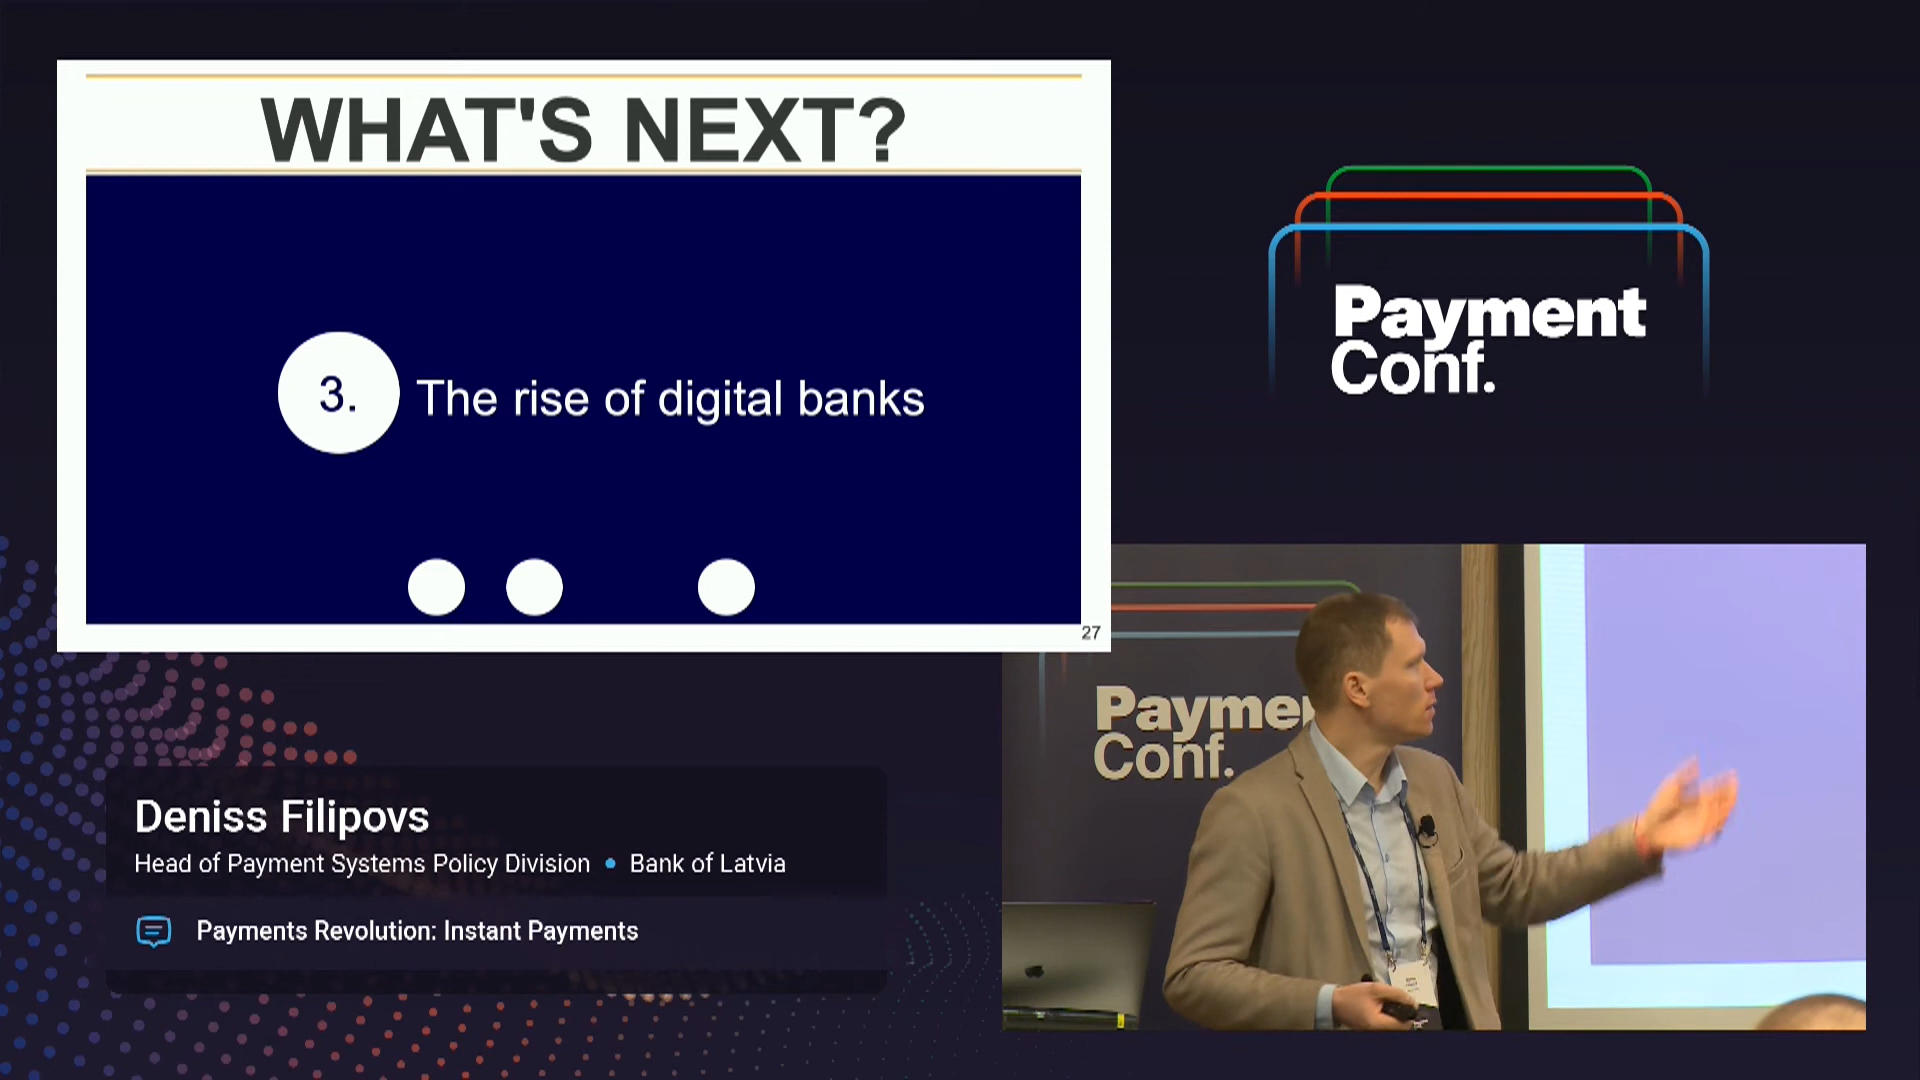 WHAT'S NEXT?
3.
The rise of digital banks
27
Payment
Conf.
Payme
Conf.
Deniss Filipovs
Head of Payment Systems Policy Division • Bank of Latvia
Payments Revolution: Instant Payments